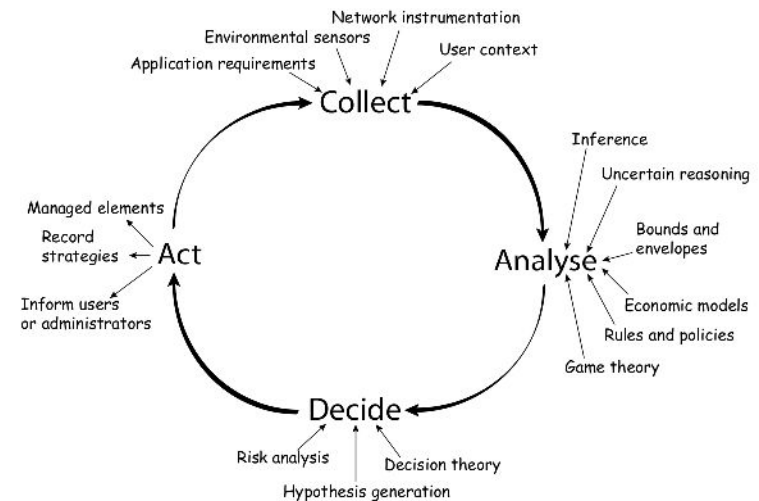 Network instrumentation
Environmental sensors
User context
Application requirements
Collect
Inference
Uncertain reasoning
Bounds and
envelopes
Analyse
Economic models
Rules and policies
Game theory
Managed elements
Record
strategies
Act
Inform users
or administrators
Decide
Risk analysis
Decision theory
Hypothesis generation